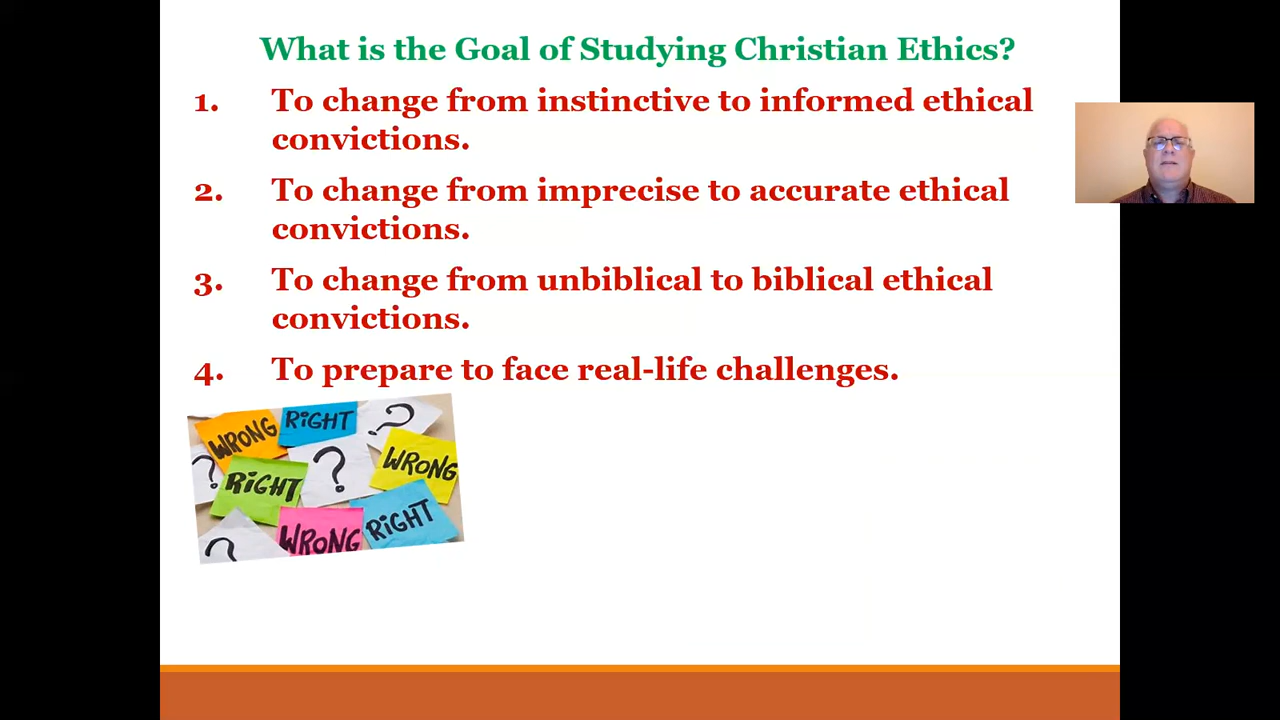 What is the Goal of Studying Christian Ethics?
1. To change from instinctive to informed ethical
convictions.
2. To change from imprecise to accurate ethical
convictions.
3. To change from unbiblical to biblical ethical
convictions.
4. To prepare to face real-life challenges.
WRONG RIGHT ?
? RIGHT ? WRONG
? WRONG RIGHT